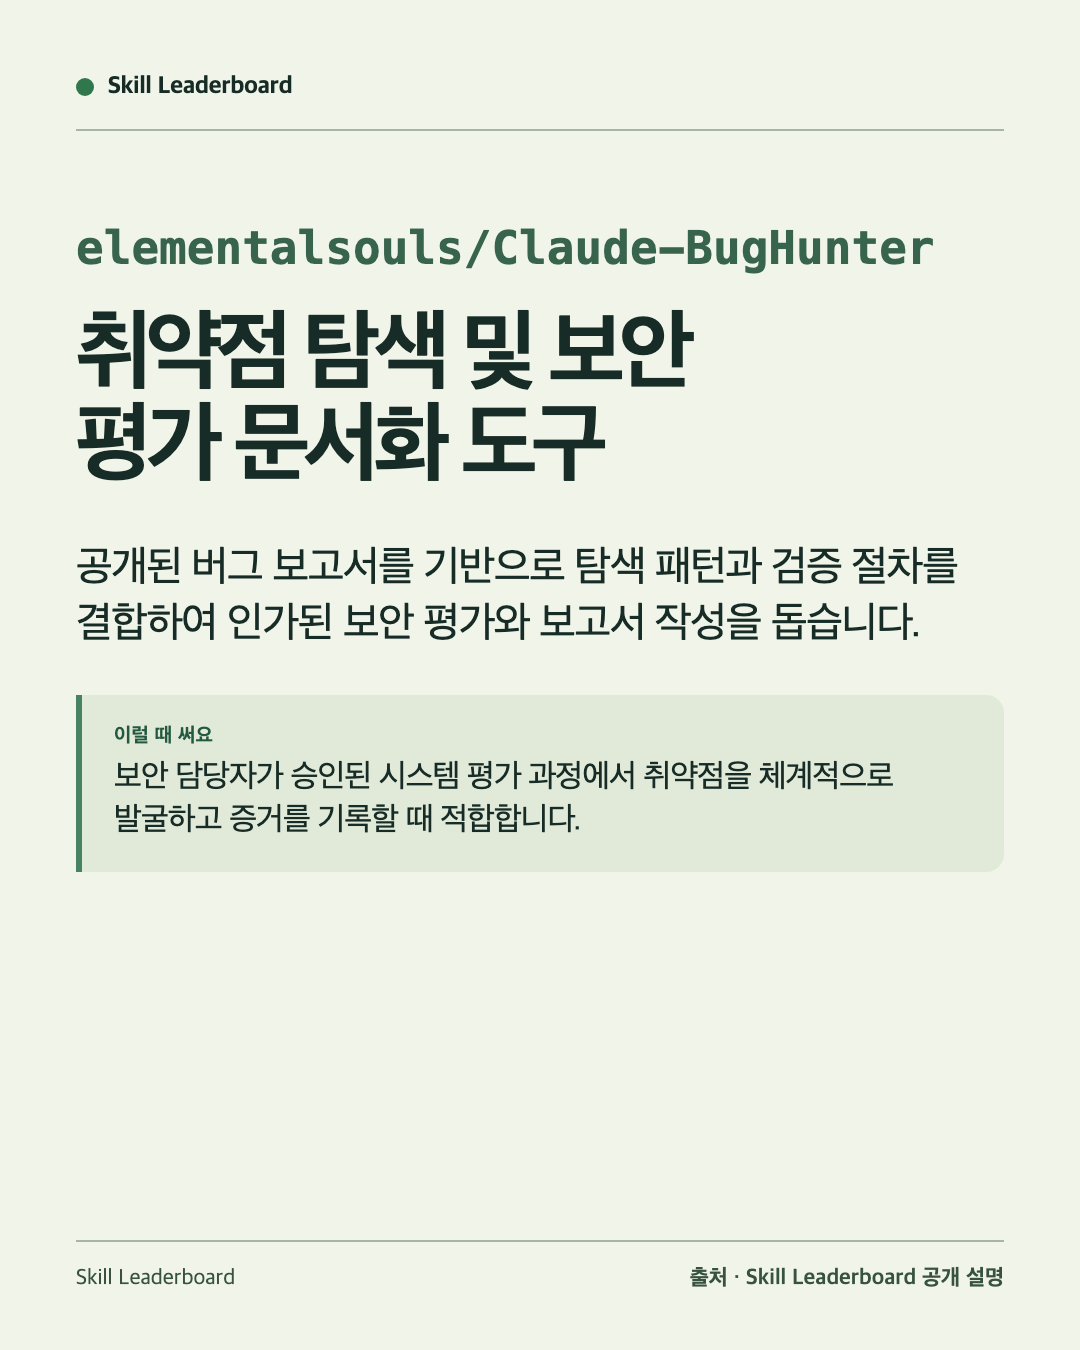 Skill Leaderboard
elementalsouls/Claude-BugHunter
취약점 탐색 및 보안
평가 문서화 도구
공개된 버그 보고서를 기반으로 탐색 패턴과 검증 절차를
결합하여 인가된 보안 평가와 보고서 작성을 돕습니다.
이럴 때 써요
보안 담당자가 승인된 시스템 평가 과정에서 취약점을 체계적으로
발굴하고 증거를 기록할 때 적합합니다.
Skill Leaderboard
출처 · Skill Leaderboard 공개 설명